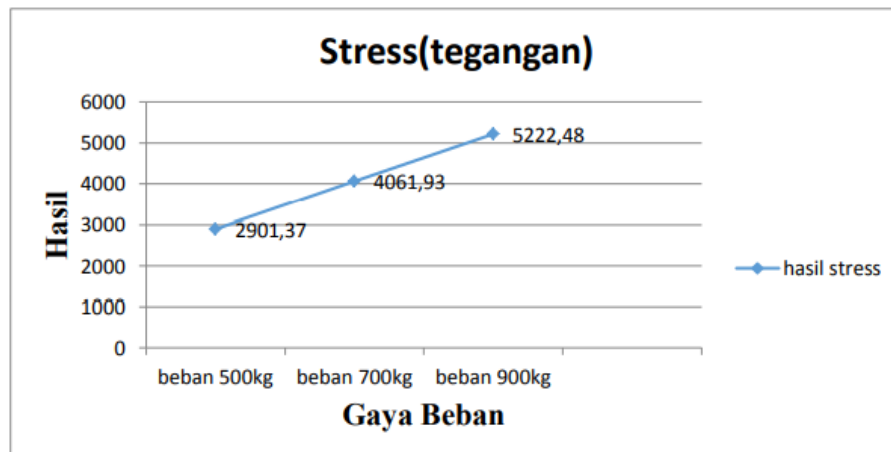 Stress(tegangan)
6000
5000
4000
3000
2000
1000
0
Hasil
2901,37
4061,93
5222,48
hasil stress
beban 500kg
beban 700kg
beban 900kg
Gaya Beban